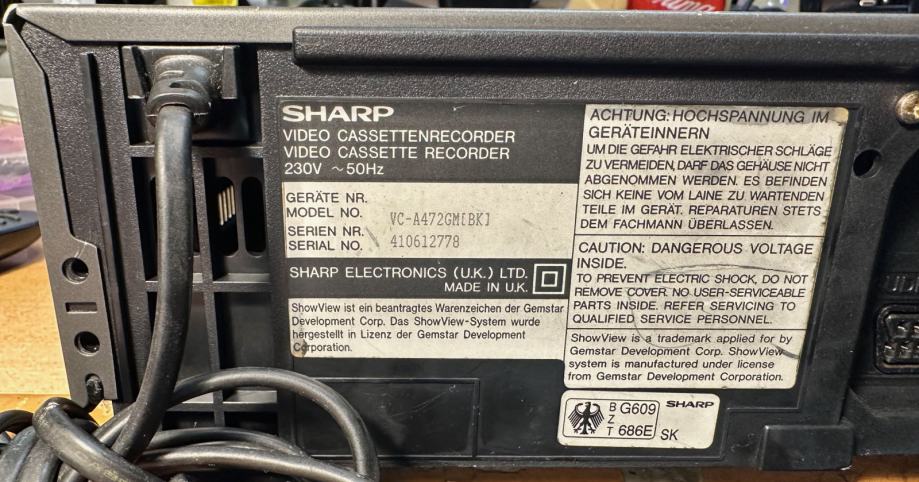 SHARP
VIDEO CASSETTENRECORDER
VIDEO CASSETTE RECORDER
230V ~ 50Hz
GERÄTE NR.
MODEL NO. VC-A472GM[BK]
SERIEN NR.
SERIAL NO. 410612778
SHARP ELECTRONICS (U.K.) LTD.
MADE IN U.K.
ShowView ist ein beantragtes Warenzeichen der Gemstar
Development Corp. Das ShowView-System wurde
hergestellt in Lizenz der Gemstar Development
Corporation.
ACHTUNG: HOCHSPANNUNG IM
GERÄTEINNERN
UM DIE GEFAHR ELEKTRISCHER SCHLÄGE
ZU VERMEIDEN, DARF DAS GEHÄUSE NICHT
ABGENOMMEN WERDEN. ES BEFINDEN
SICH KEINE VOM LAINE ZU WARTENDEN
TEILE IM GERÄT. REPARATUREN STETS
DEM FACHMANN ÜBERLASSEN.
CAUTION: DANGEROUS VOLTAGE
INSIDE.
TO PREVENT ELECTRIC SHOCK, DO NOT
REMOVE COVER. NO USER-SERVICEABLE
PARTS INSIDE. REFER SERVICING TO
QUALIFIED SERVICE PERSONNEL.
ShowView is a trademark applied for by
Gemstar Development Corp. ShowView
system is manufactured under license
from Gemstar Development Corporation.
BZT G609 SHARP
686E SK